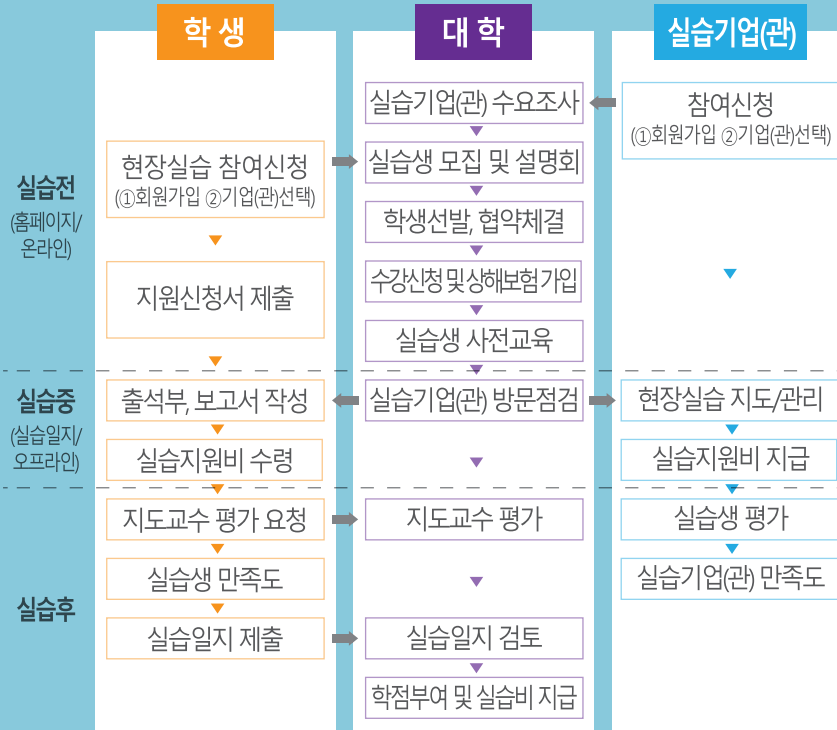 학 생
대 학
실습기업(관)
실습전
(홈페이지/
온라인)
현장실습 참여신청
(①회원가입 ②기업(관)선택)
지원신청서 제출
실습기업(관) 수요조사
실습생 모집 및 설명회
학생선발, 협약체결
수강신청 및 상해보험 가입
실습생 사전교육
참여신청
(①회원가입 ②기업(관)선택)
실습중
(실습일지/
오프라인)
출석부, 보고서 작성
실습지원비 수령
실습기업(관) 방문점검
현장실습 지도/관리
실습지원비 지급
실습후
지도교수 평가 요청
실습생 만족도
실습일지 제출
지도교수 평가
실습일지 검토
학점부여 및 실습비 지급
실습생 평가
실습기업(관) 만족도